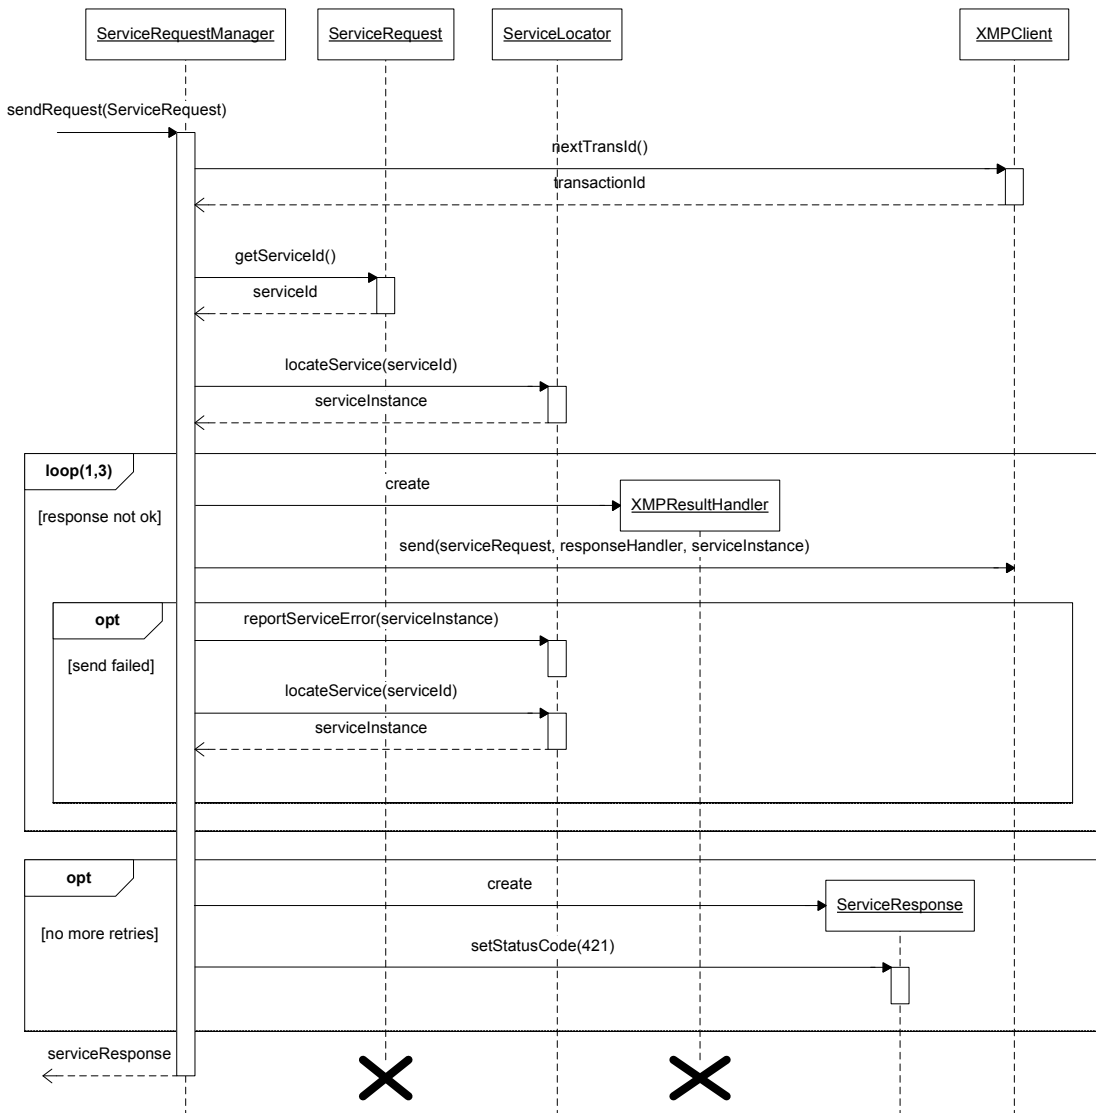 ServiceRequestManager
ServiceRequest
ServiceLocator
XMPClient
sendRequest(ServiceRequest)
nextTransId()
transactionId
getServiceId()
serviceId
locateService(serviceId)
serviceInstance
loop(1,3)
create
XMPResultHandler
[response not ok]
send(serviceRequest, responseHandler, serviceInstance)
opt
reportServiceError(serviceInstance)
[send failed]
locateService(serviceId)
serviceInstance
opt
create
ServiceResponse
[no more retries]
setStatusCode(421)
serviceResponse